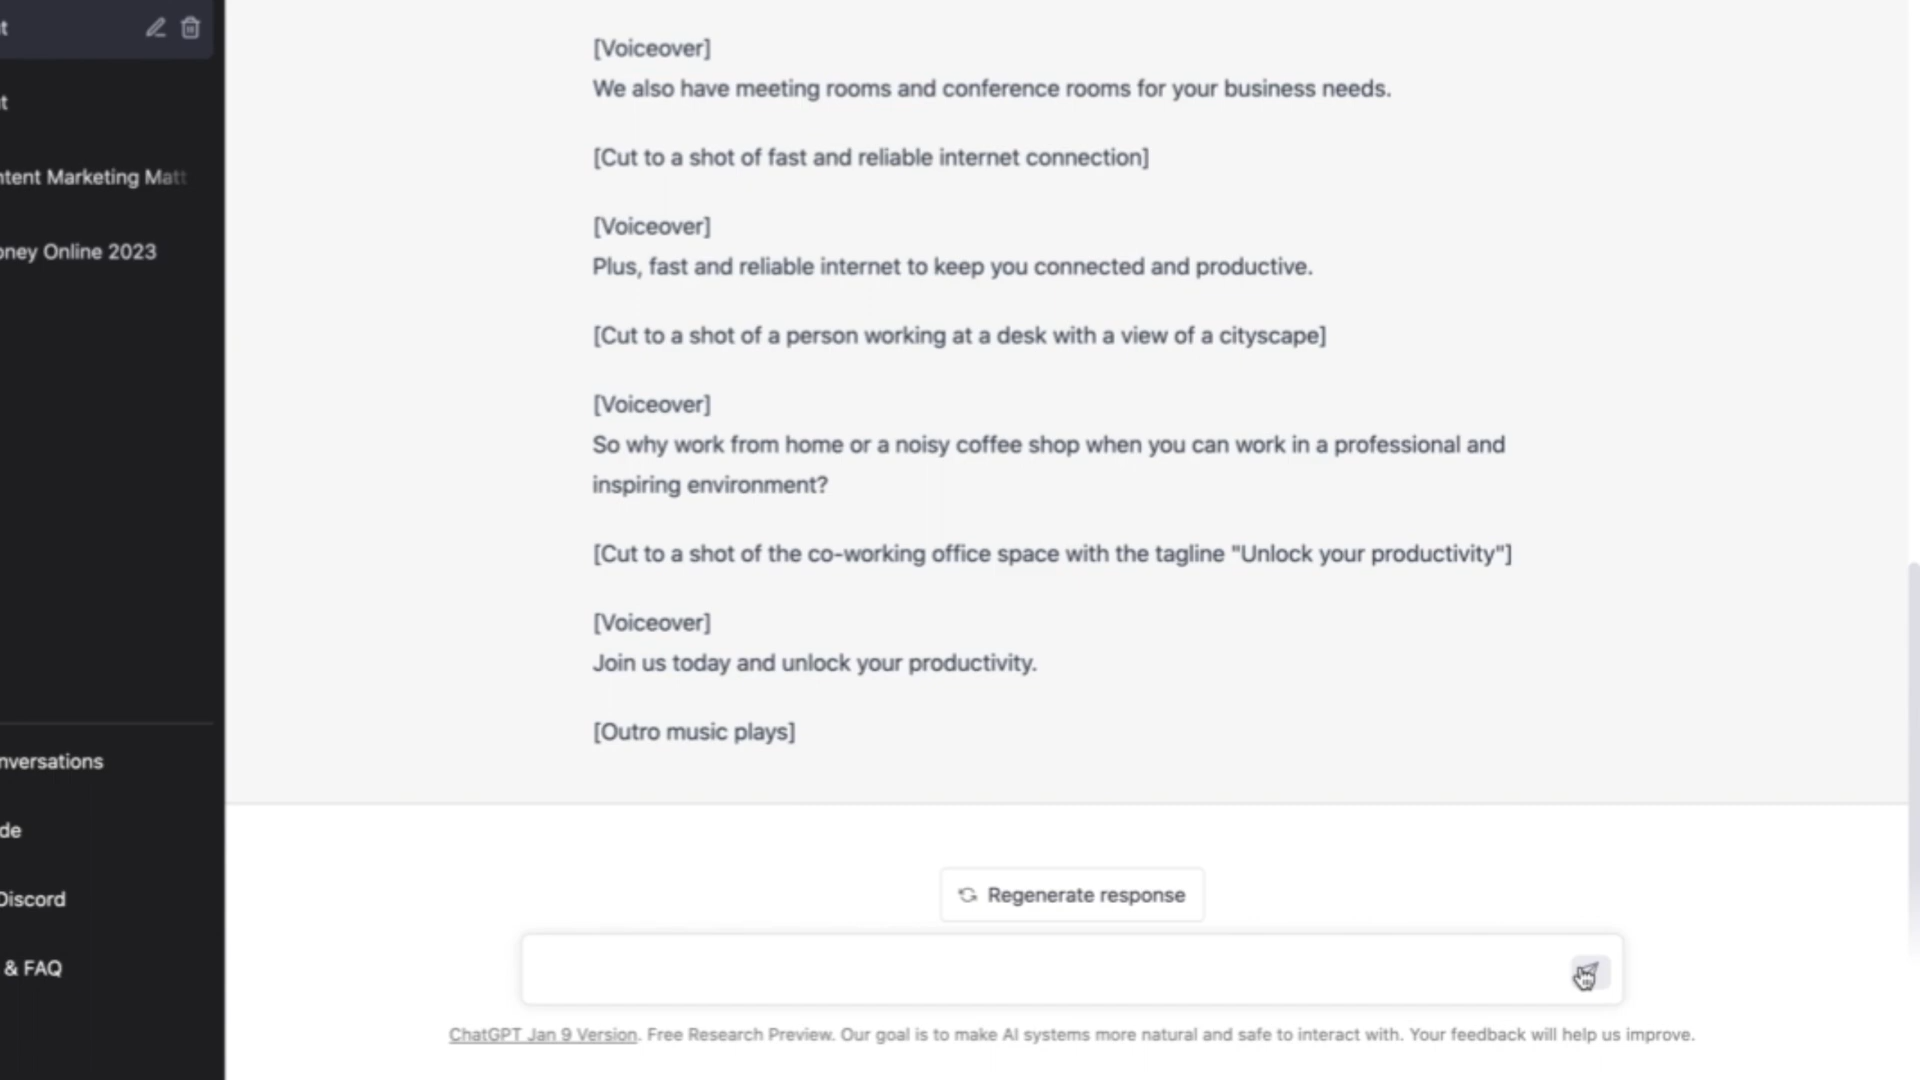 t
t
ntent Marketing Matt
oney Online 2023
nversations
de
Discord
& FAQ
[Voiceover]
We also have meeting rooms and conference rooms for your business needs.
[Cut to a shot of fast and reliable internet connection]
[Voiceover]
Plus, fast and reliable internet to keep you connected and productive.
[Cut to a shot of a person working at a desk with a view of a cityscape]
[Voiceover]
So why work from home or a noisy coffee shop when you can work in a professional and
inspiring environment?
[Cut to a shot of the co-working office space with the tagline "Unlock your productivity"]
[Voiceover]
Join us today and unlock your productivity.
[Outro music plays]
Regenerate response
ChatGPT Jan 9 Version. Free Research Preview. Our goal is to make AI systems more natural and safe to interact with. Your feedback will help us improve.